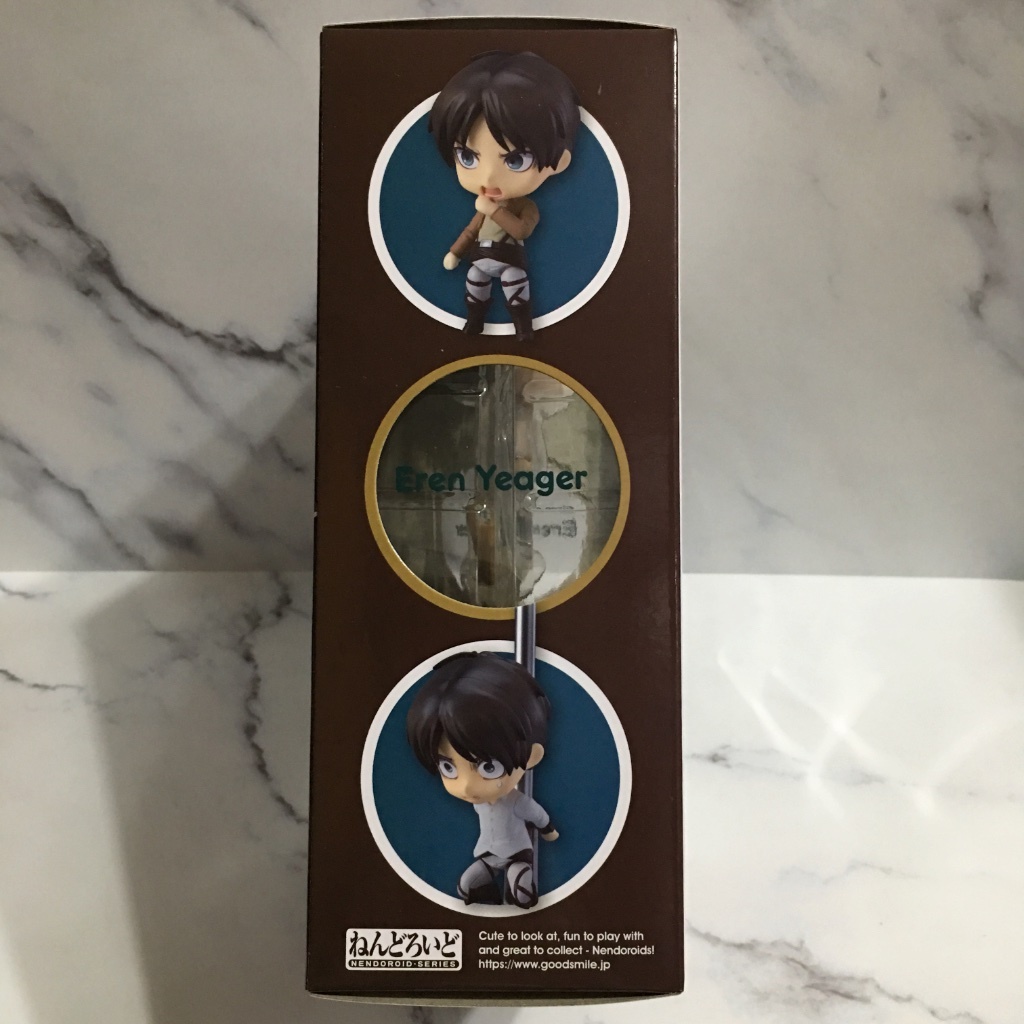 Eren Yeager
ねんどろいど
NENDOROID-SERIES
Cute to look at, fun to play with
and great to collect - Nendoroids!
https://www.goodsmile.jp